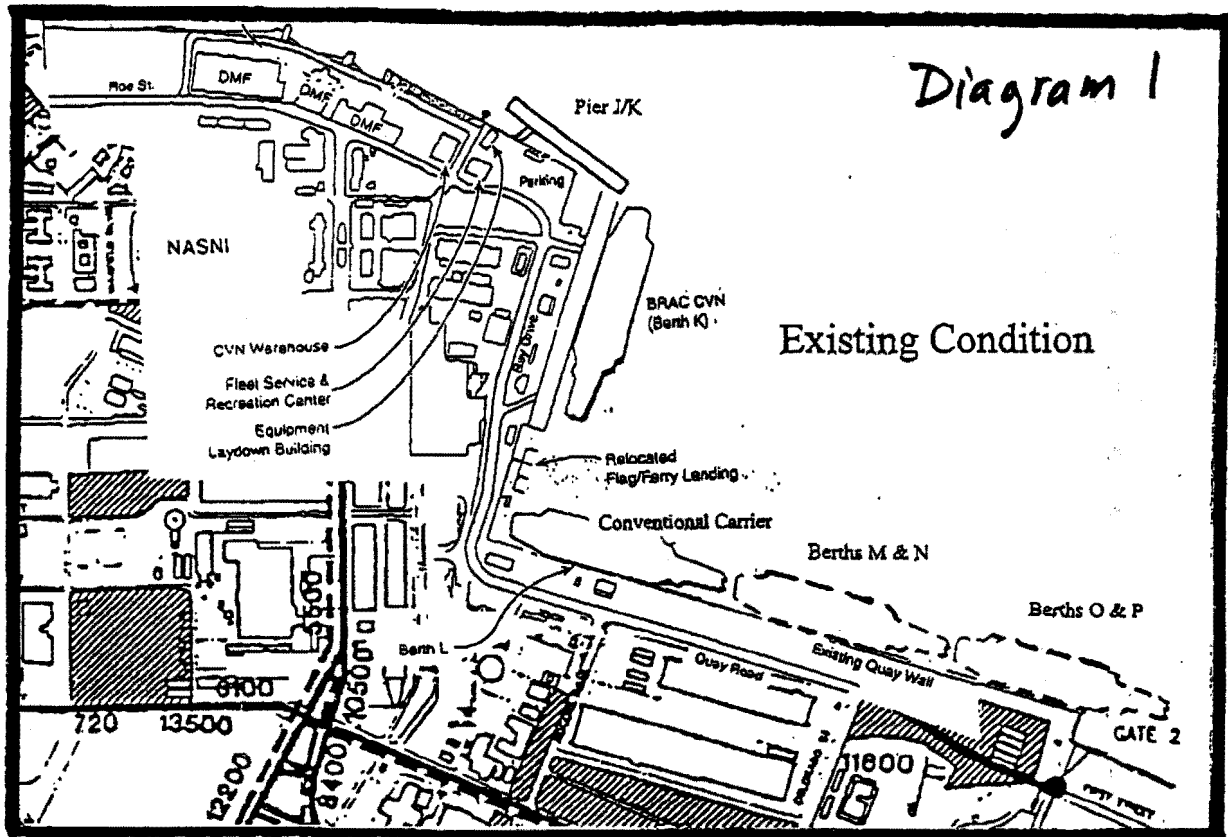 Diagram 1
Roe St.
DMF
DMF
DMF
Pier J/K
Parking
NASNI
BRAC CVN
(Berth K)
Existing Condition
CVN Warehouse
Bay Drive
Fleet Service &
Recreation Center
Equipment
Laydown Building
Relocated
Flag/Ferry Landing
Conventional Carrier
Berths M & N
Berths O & P
Berth L
Quay Road
Existing Quay Wall
GATE 2
720
13500
10500
12200
8400
11800